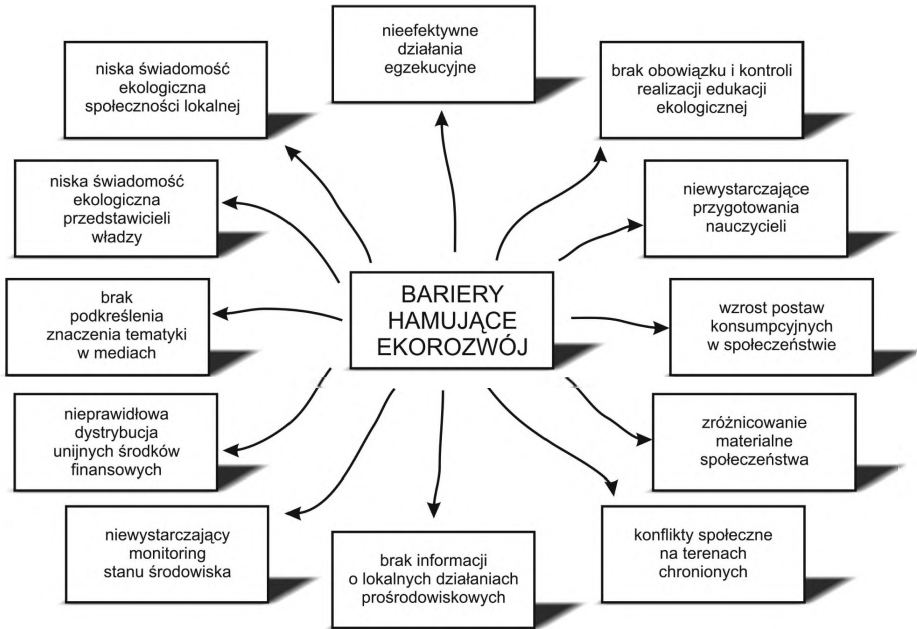 nieefektywne
działania
egzekucyjne
niska świadomość
ekologiczna
społeczności lokalnej
brak obowiązku i kontroli
realizacji edukacji
ekologicznej
niska świadomość
ekologiczna
przedstawicieli
władzy
niewystarczające
przygotowania
nauczycieli
BARIERY
HAMUJĄCE
EKOROZWÓJ
brak
podkreślenia
znaczenia tematyki
w mediach
wzrost postaw
konsumpcyjnych
w społeczeństwie
nieprawidłowa
dystrybucja
unijnych środków
finansowych
zróżnicowanie
materialne
społeczeństwa
niewystarczający
monitoring
stanu środowiska
brak informacji
o lokalnych działaniach
prośrodowiskowych
konflikty społeczne
na terenach
chronionych